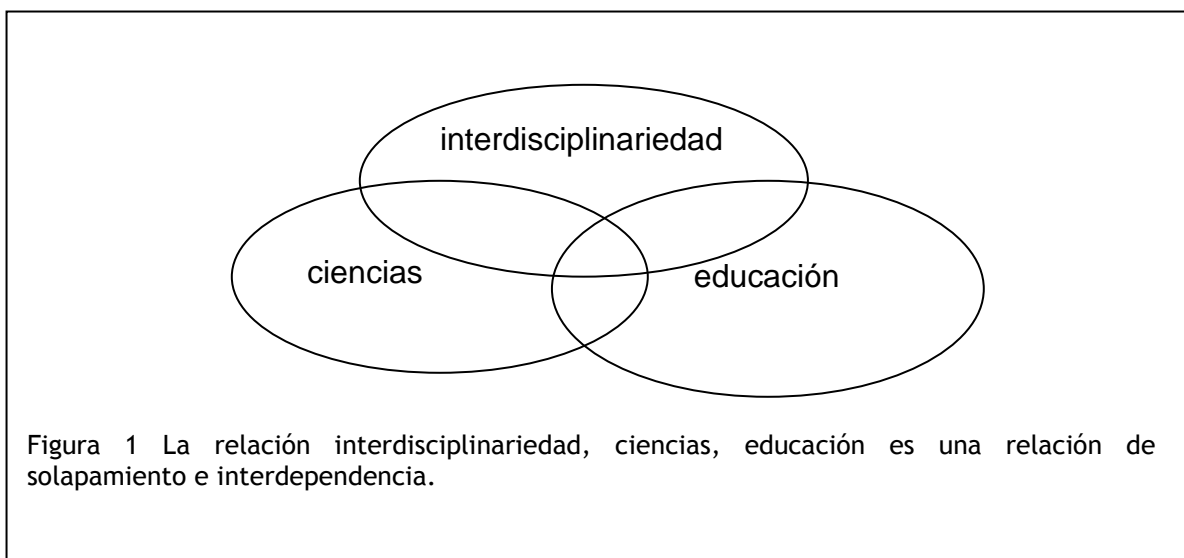 interdisciplinariedad
ciencias
educación
Figura 1 La relación interdisciplinariedad, ciencias, educación es una relación de
solapamiento e interdependencia.